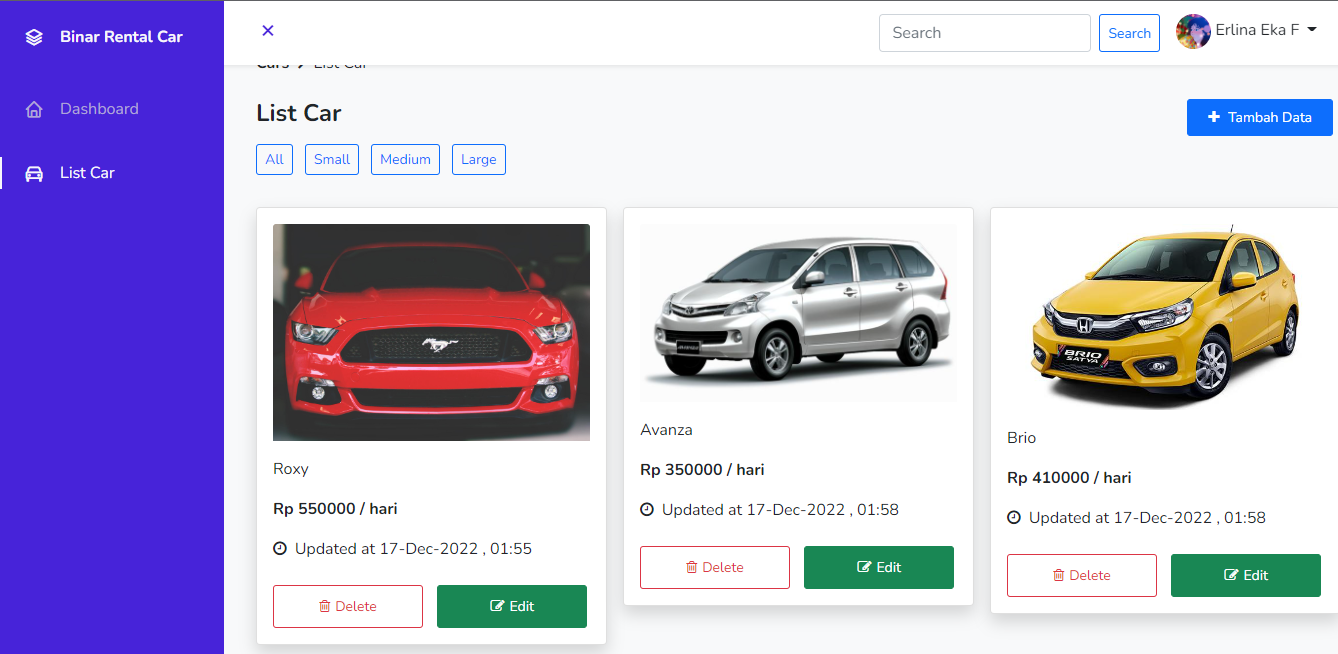 Binar Rental Car
Search
Search
Erlina Eka F
Dashboard
List Car
Cars > List Car
List Car
+ Tambah Data
All
Small
Medium
Large
Roxy
Rp 550000 / hari
Updated at 17-Dec-2022 , 01:55
Delete
Edit
Avanza
Rp 350000 / hari
Updated at 17-Dec-2022 , 01:58
Delete
Edit
BRIO
SATYA
Brio
Rp 410000 / hari
Updated at 17-Dec-2022 , 01:58
Delete
Edit